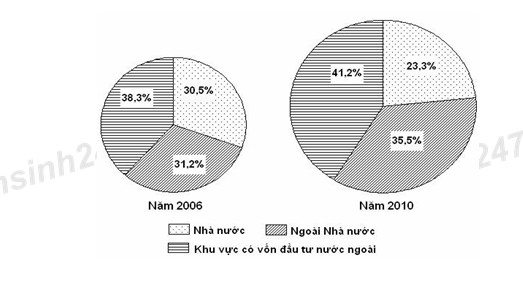 38,3%
30,5%
31,2%
Năm 2006
41,2%
23,3%
35,5%
Năm 2010
Nhà nước
Ngoài Nhà nước
Khu vực có vốn đầu tư nước ngoài
247